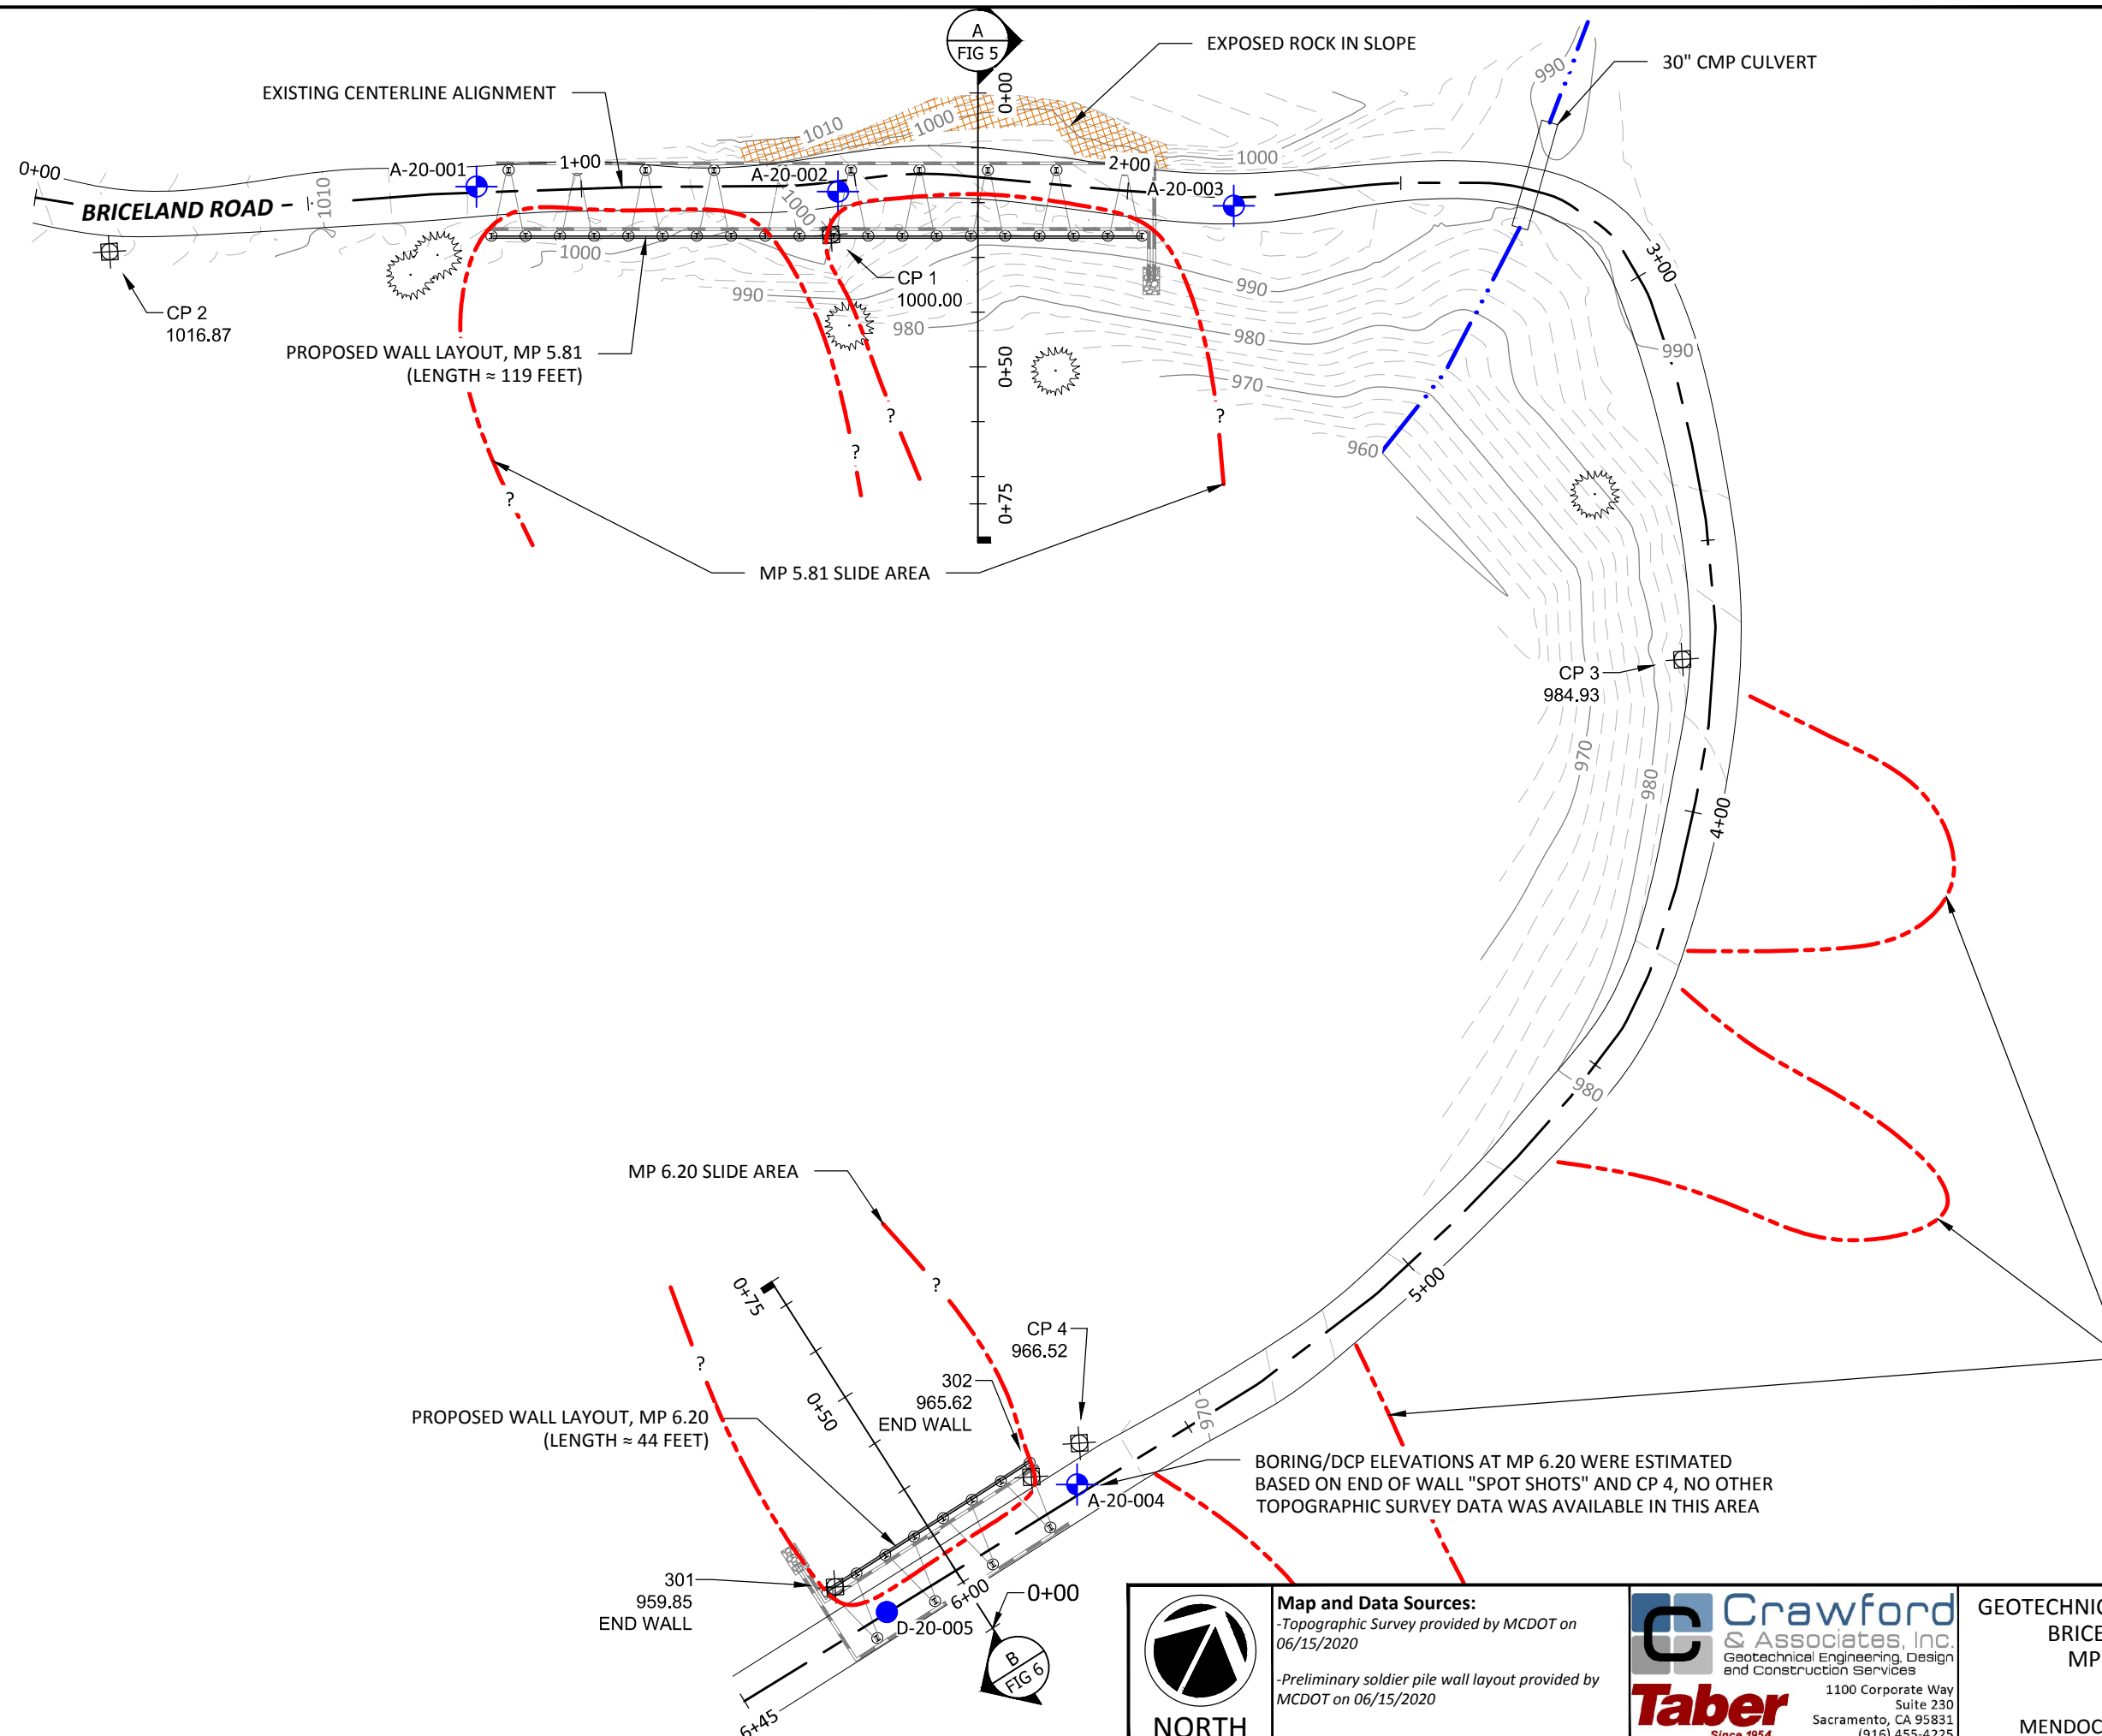 A
FIG 5
EXPOSED ROCK IN SLOPE
30" CMP CULVERT
990
EXISTING CENTERLINE ALIGNMENT
0+00
1010
1000
0+00
A-20-001
1+00
A-20-002
2+00
1000
A-20-003
BRICELAND ROAD
1010
1000
1000
3+00
CP 2
1016.87
CP 1
1000.00
990
990
980
980
990
PROPOSED WALL LAYOUT, MP 5.81
(LENGTH ≈ 119 FEET)
0+50
970
?
?
?
960
?
0+75
MP 5.81 SLIDE AREA
CP 3
984.93
970
980
4+00
980
MP 6.20 SLIDE AREA
0+75
?
5+00
CP 4
966.52
?
302
965.62
END WALL
0+50
970
PROPOSED WALL LAYOUT, MP 6.20
(LENGTH ≈ 44 FEET)
BORING/DCP ELEVATIONS AT MP 6.20 WERE ESTIMATED
BASED ON END OF WALL "SPOT SHOTS" AND CP 4, NO OTHER
TOPOGRAPHIC SURVEY DATA WAS AVAILABLE IN THIS AREA
A-20-004
301
959.85
END WALL
6+00
0+00
D-20-005
B
FIG 6
6+45
NORTH
Map and Data Sources:
-Topographic Survey provided by MCDOT on
06/15/2020
-Preliminary soldier pile wall layout provided by
MCDOT on 06/15/2020
Crawford
& Associates, Inc.
Geotechnical Engineering, Design
and Construction Services
Taber
Since 1954
1100 Corporate Way
Suite 230
Sacramento, CA 95831
(916) 455-4225
GEOTECHNIC
BRICE
MP
MENDOC